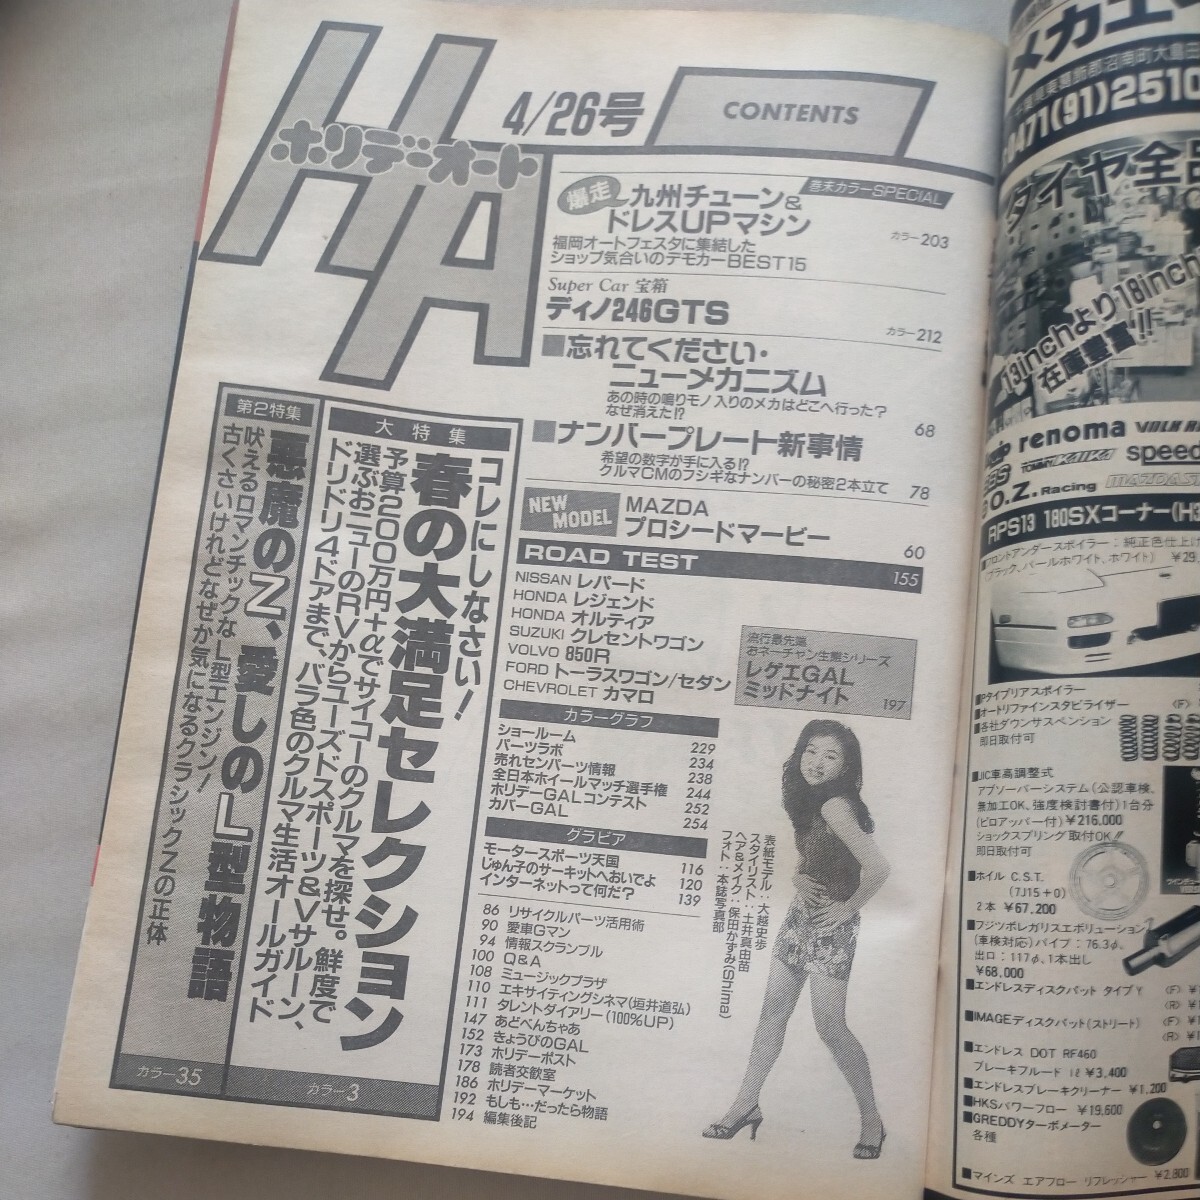 HA
ホリデーオート
4/26号
CONTENTS
巻末カラーSPECIAL
爆走 九州チューン&
ドレスUPマシン
カラー203
福岡オートフェスタに集結した
ショップ気合いのデモカーBEST15
Super Car 宝箱
ディノ246GTS
カラー212
■忘れてください・
ニューメカニズム
あの時の鳴りモノ入りのメカはどこへ行った?
なぜ消えた!?
68
■ナンバープレート新事情
希望の数字が手に入る!?
クルマCMのフシギなナンバーの秘密2本立て
78
NEW MODEL
MAZDA
プロシードマービー
60
ROAD TEST
155
NISSAN レパード
HONDA レジェンド
HONDA オルティア
SUZUKI クレセントワゴン
VOLVO 850R
FORD トーラスワゴン/セダン
CHEVROLET カマロ
流行最先端
おネーチャン生態シリーズ
レゲエGAL
ミッドナイト
197
カラーグラフ
ショールーム 229
パーツラボ 234
売れセンパーツ情報 238
全日本ホイールマッチ選手権 244
ホリデーGALコンテスト 252
カバーGAL 254
グラビア
モータースポーツ天国 116
じゅん子のサーキットへおいでよ 120
インターネットって何だ? 139
86 リサイクルパーツ活用術
90 愛車Gマン
94 情報スクランブル
100 Q&A
108 ミュージックプラザ
110 エキサイティングシネマ(垣井道弘)
111 タレントダイアリー(100%UP)
147 あどべんちゃあ
152 きょうびのGAL
173 ホリデーポスト
178 読者交歓室
186 ホリデーマーケット
192 もしも…だったら物語
194 編集後記
表紙モデル:大越史歩
スタイリスト:土井真由苗
ヘア&メイク:保田かずみ(Shima)
フォト:本誌写真部
大特集
コレにしなさい!
春の大満足セレクション
予算200万円+αでサイコーのクルマを探せ。鮮度で
選ぶおニューのRVからユーズドスポーツ&Vサルーン、
ドリドリ4ドアまで、バラ色のクルマ生活オールガイド
カラー3
第2特集
悪魔のZ、愛しのL型物語
吠えるロマンチックなL型エンジン!
古くさいけれどなぜか気になるクラシックZの正体
カラー35
メカエ
0471(91)2510
タイヤ全品
13inchより18inch
在庫豊富!!
renoma
speed
O.Z. Racing
RPS13 180SXコーナー(H3
■フロントアンダースポイラー:純正色仕上げ
(ブラック、パールホワイト、ホワイト) ¥29,
■Pタイプリアスポイラー
■オートリファインスタビライザー 〈F〉
■各社ダウンサスペンション
即日取付可
■JIC車高調整式
アブソーバーシステム(公認車検、
無加工OK、強度検討書付)1台分
(ピロアッパー付) ¥216,000
ショックスプリング取付OK!!
即日取付可
■ホイル C.S.T.
(7J15+0)
2本 ¥67,200
■フジツボレガリスエボリューション
(車検対応)パイプ:76.3φ、
出口:117φ、1本出し
¥68,000
■エンドレスディスクパット タイプY 〈F〉
〈R〉
■IMAGEディスクパット(ストリート) 〈F〉
〈R〉
■エンドレス DOT RF460
ブレーキフルード 1ℓ ¥3,400
■エンドレスブレーキクリーナー ¥1,200
■HKSパワーフロー ¥19,600
■GREDDYターボメーター
各種
■マインズ エアフロー リフレッシャー ¥2,800